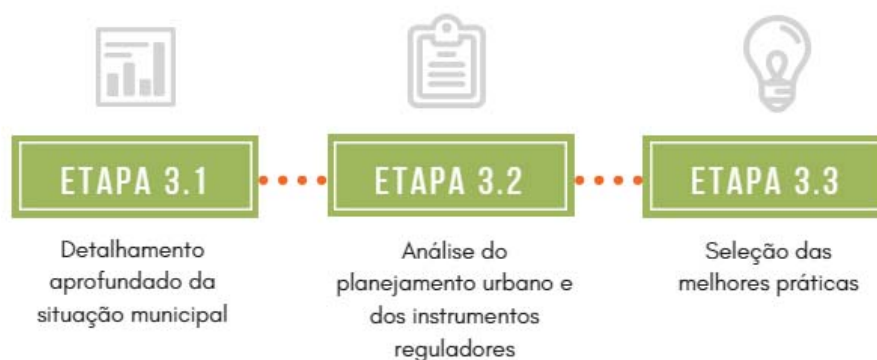 ETAPA 3.1
Detalhamento
aprofundado da
situação municipal
ETAPA 3.2
Análise do
planejamento urbano e
dos instrumentos
reguladores
ETAPA 3.3
Seleção das
melhores práticas